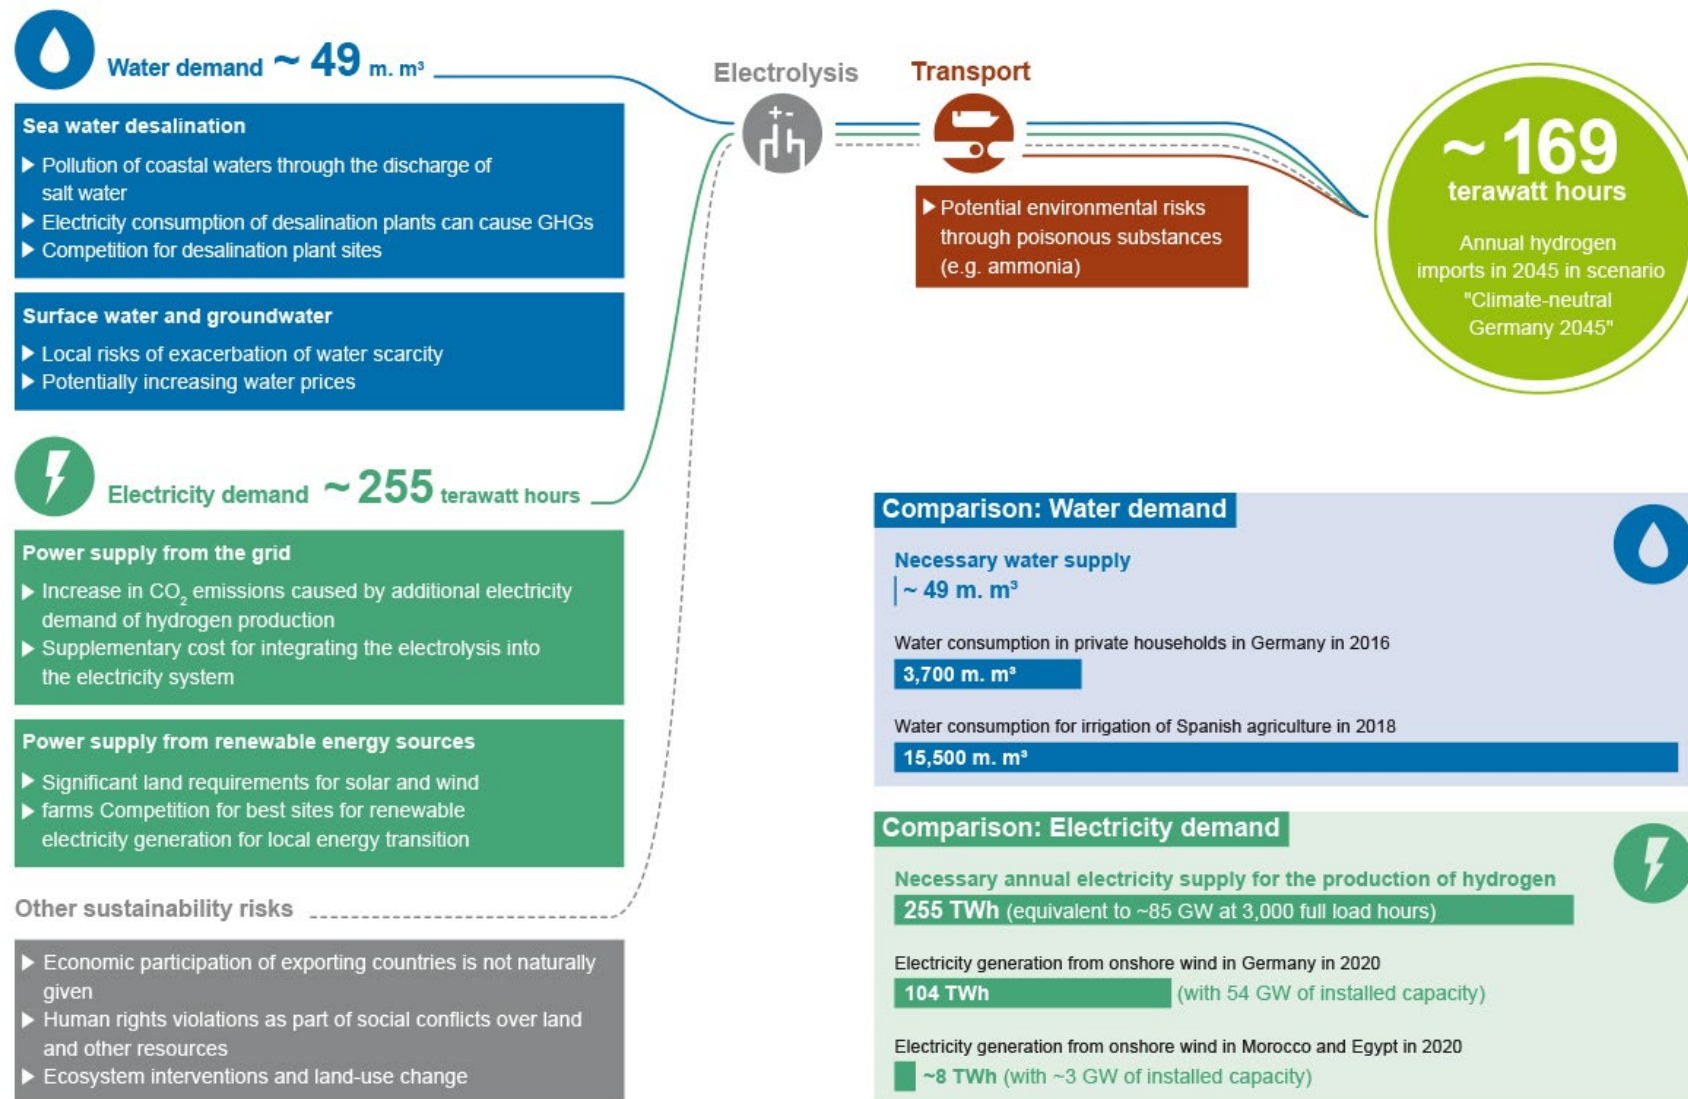 Water demand ~ 49 m. m³
Sea water desalination
▶ Pollution of coastal waters through the discharge of
salt water
▶ Electricity consumption of desalination plants can cause GHGs
▶ Competition for desalination plant sites
Surface water and groundwater
▶ Local risks of exacerbation of water scarcity
▶ Potentially increasing water prices
Electricity demand ~ 255 terawatt hours
Power supply from the grid
▶ Increase in CO₂ emissions caused by additional electricity
demand of hydrogen production
▶ Supplementary cost for integrating the electrolysis into
the electricity system
Power supply from renewable energy sources
▶ Significant land requirements for solar and wind
▶ farms Competition for best sites for renewable
electricity generation for local energy transition
Other sustainability risks
▶ Economic participation of exporting countries is not naturally
given
▶ Human rights violations as part of social conflicts over land
and other resources
▶ Ecosystem interventions and land-use change
Electrolysis
+ -
Transport
▶ Potential environmental risks
through poisonous substances
(e.g. ammonia)
~ 169
terawatt hours
Annual hydrogen
imports in 2045 in scenario
"Climate-neutral
Germany 2045"
Comparison: Water demand
Necessary water supply
~ 49 m. m³
Water consumption in private households in Germany in 2016
3,700 m. m³
Water consumption for irrigation of Spanish agriculture in 2018
15,500 m. m³
Comparison: Electricity demand
Necessary annual electricity supply for the production of hydrogen
255 TWh (equivalent to ~85 GW at 3,000 full load hours)
Electricity generation from onshore wind in Germany in 2020
104 TWh (with 54 GW of installed capacity)
Electricity generation from onshore wind in Morocco and Egypt in 2020
~8 TWh (with ~3 GW of installed capacity)